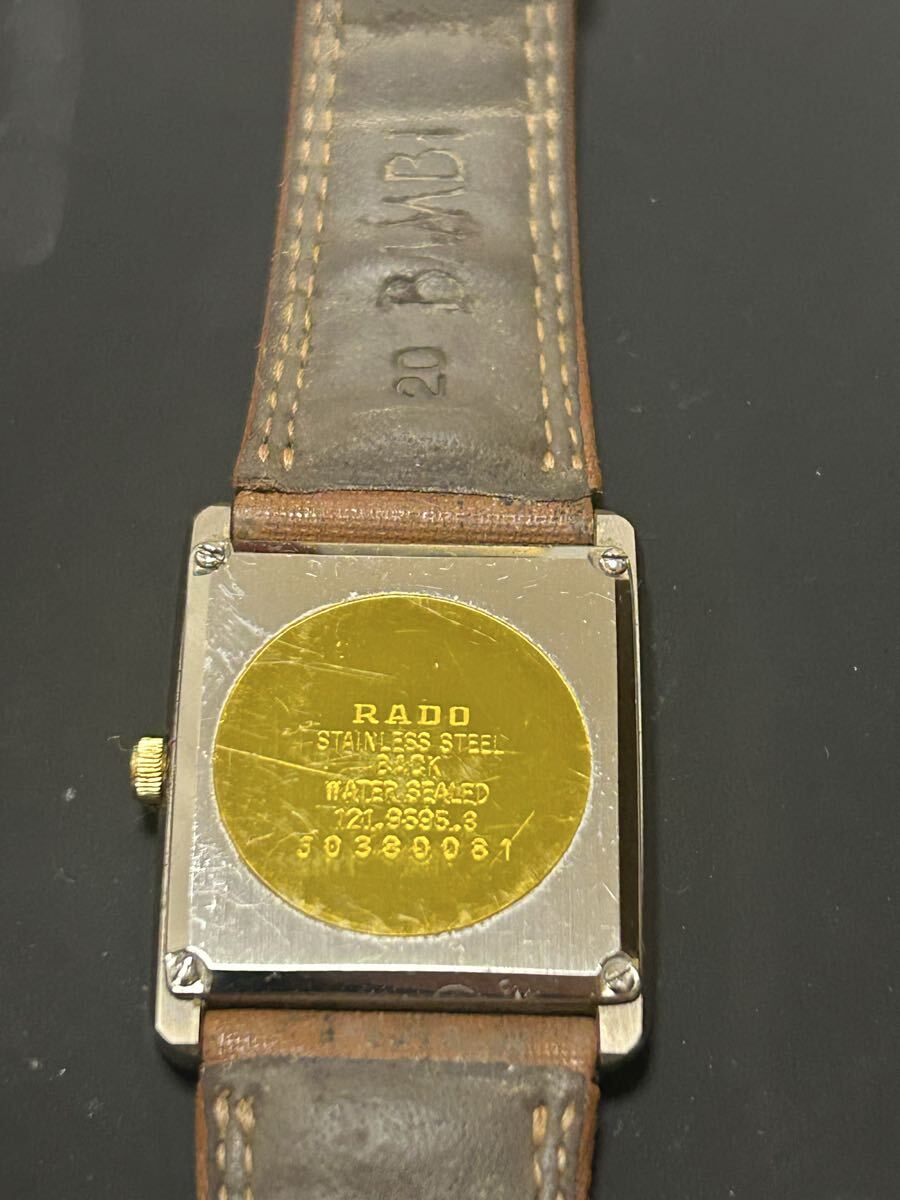 20 BAMBI
RADO
STAINLESS STEEL
BACK
WATER SEALED
121.9595.3
30380081